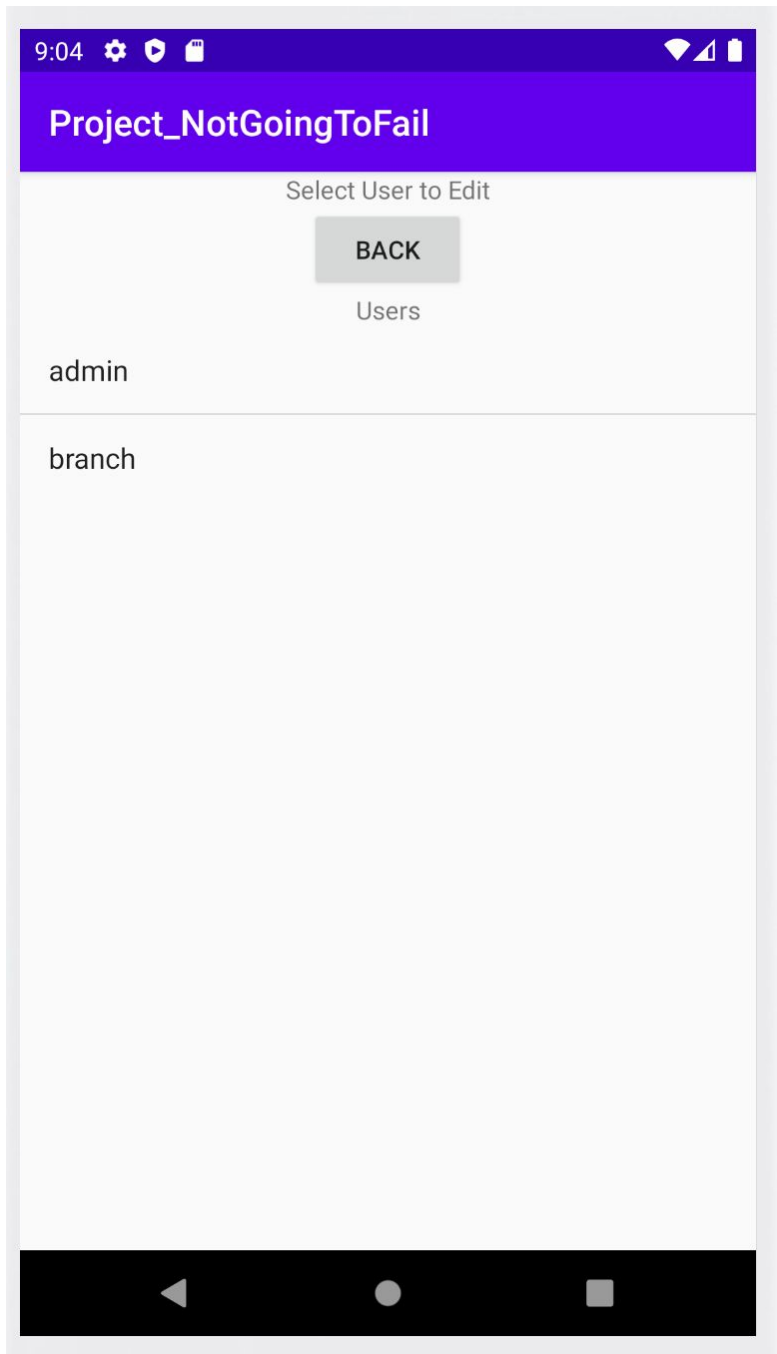 9:04
Project_NotGoingToFail
Select User to Edit
BACK
Users
admin
branch